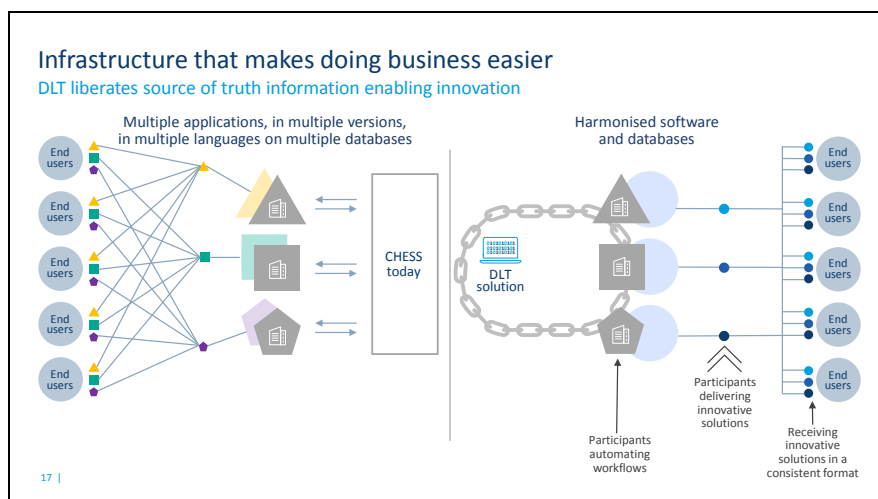 Infrastructure that makes doing business easier
DLT liberates source of truth information enabling innovation
Multiple applications, in multiple versions,
in multiple languages on multiple databases
End
users
End
users
End
users
End
users
End
users
CHESS
today
Harmonised software
and databases
DLT
solution
Participants
automating
workflows
Participants
delivering
innovative
solutions
End
users
End
users
End
users
End
users
End
users
Receiving
innovative
solutions in a
consistent format
17 |